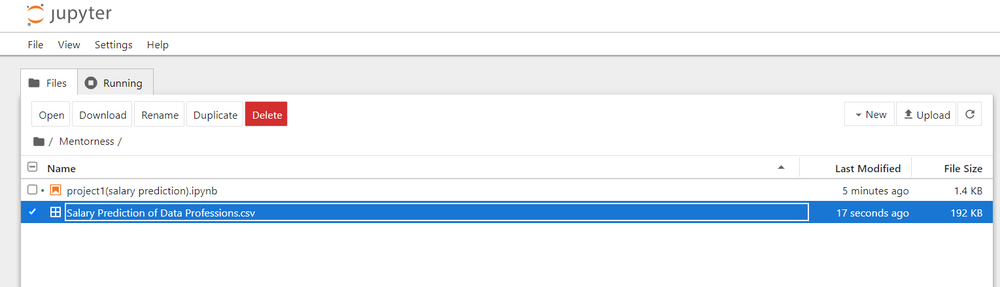 jupyter
File View Settings Help
Files Running
Open Download Rename Duplicate Delete New Upload
/ Mentorness /
Name Last Modified File Size
project1(salary prediction).ipynb 5 minutes ago 1.4 KB
Salary Prediction of Data Professions.csv 17 seconds ago 192 KB